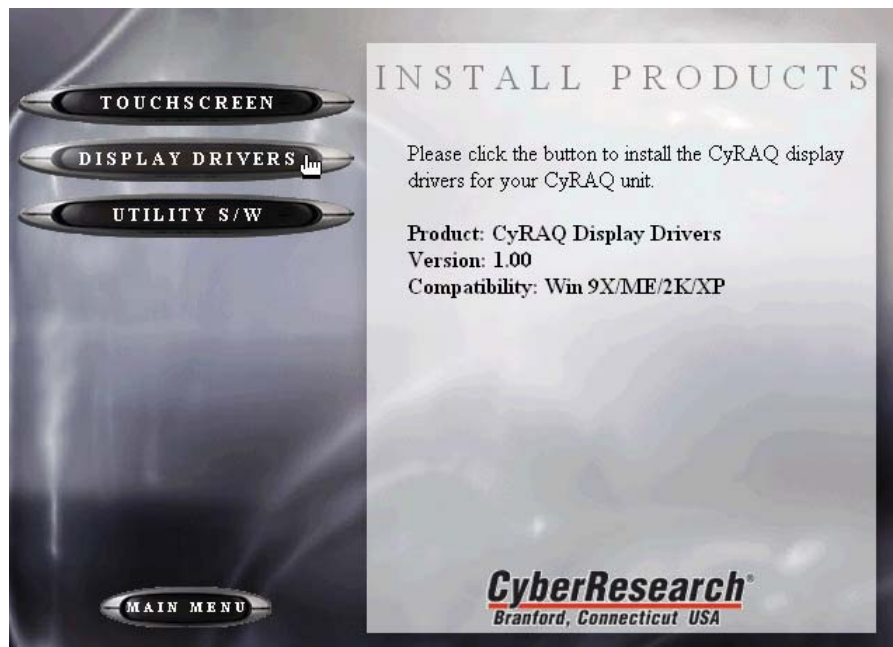 TOUCHSCREEN
DISPLAY DRIVERS
UTILITY S/W
MAIN MENU
INSTALL PRODUCTS
Please click the button to install the CyRAQ display
drivers for your CyRAQ unit.
Product: CyRAQ Display Drivers
Version: 1.00
Compatibility: Win 9X/ME/2K/XP
CyberResearch®
Branford, Connecticut USA